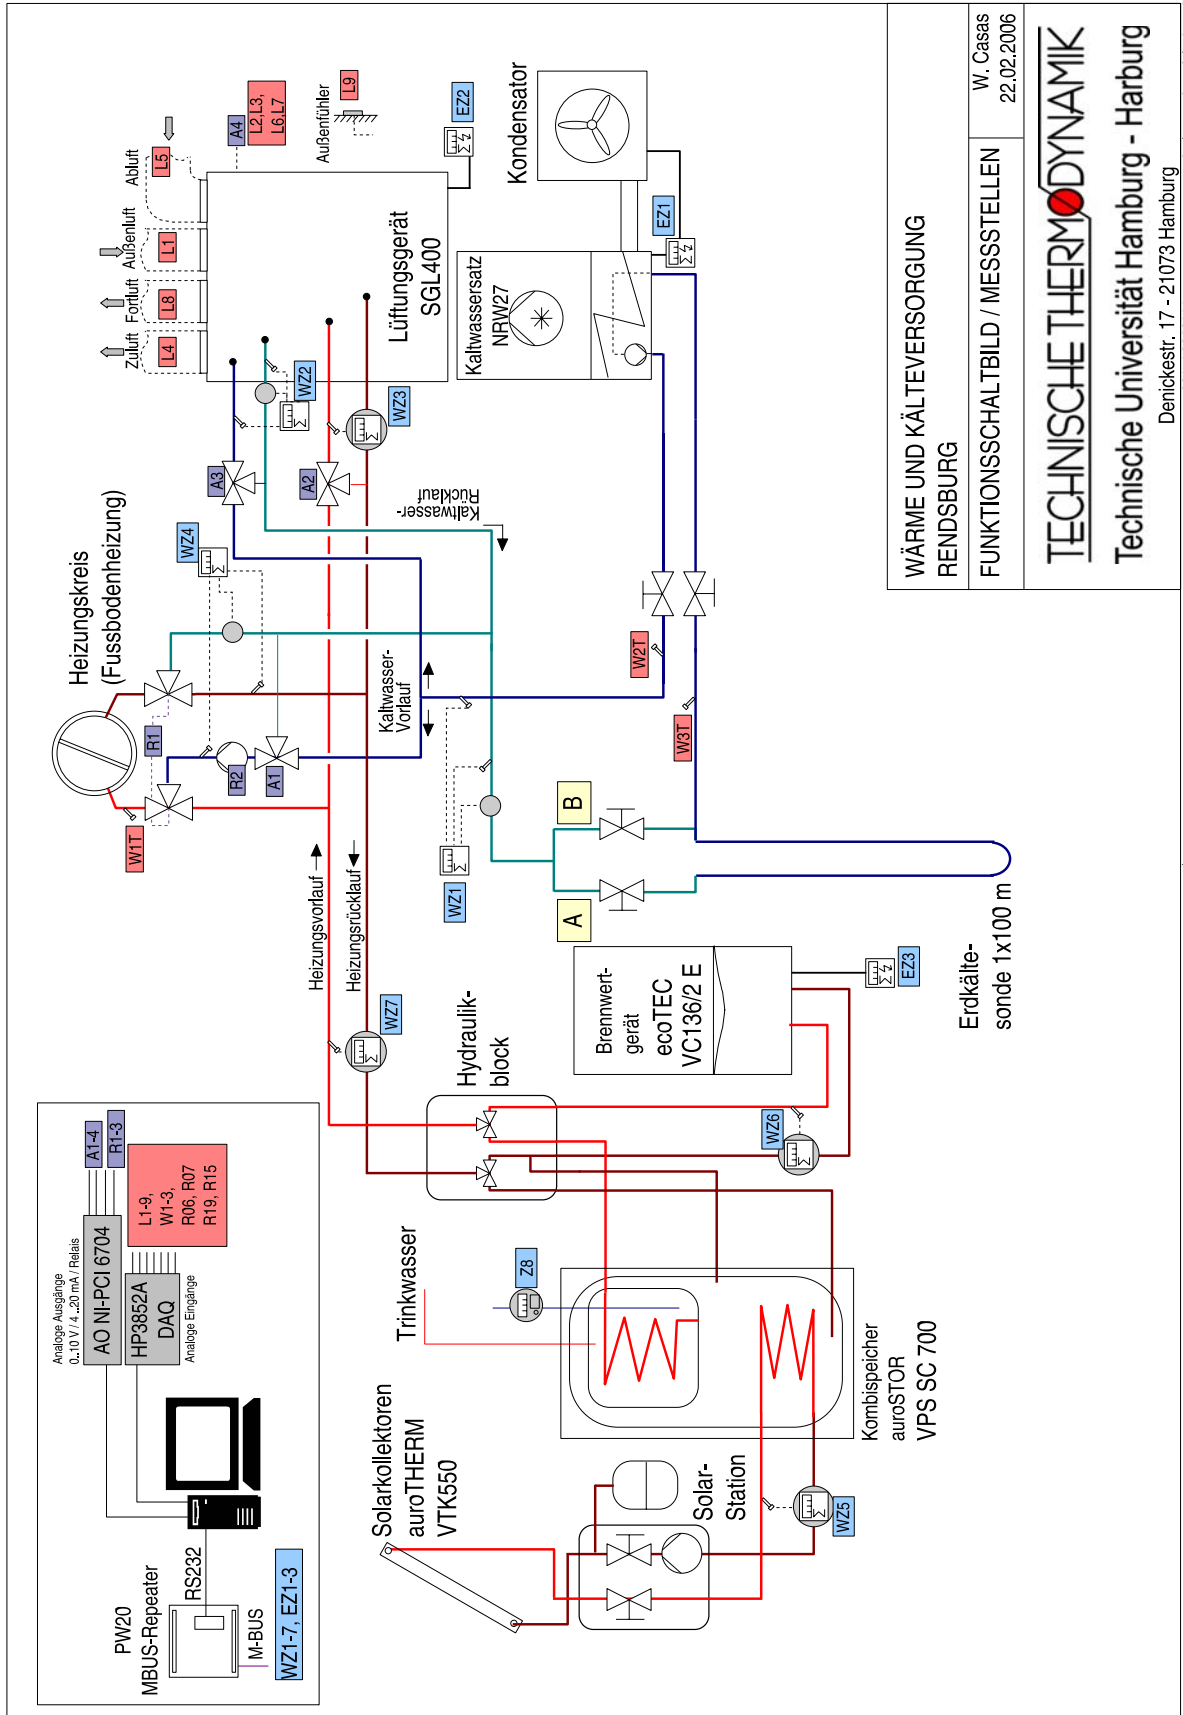 PW20
MBUS-Repeater
RS232
M-BUS
WZ1-7, EZ1-3
Analoge Ausgänge
0..10 V / 4 ..20 mA / Relais
AO NI-PCI 6704
HP3852A
DAQ
Analoge Eingänge
A1-4
R1-3
L1-9,
W1-3,
R06, R07
R19, R15
Heizungskreis
(Fussbodenheizung)
W1T
R1
R2
A1
WZ4
A3
A2
Zuluft
Fortluft
Außenluft
Abluft
L4
L8
L1
L5
A4
L2,L3,
L6,L7
Außenfühler
L9
EZ2
WZ2
WZ3
Lüftungsgerät
SGL400
Kondensator
EZ1
Kaltwassersatz
NRW27
Heizungsvorlauf
Heizungsrücklauf
Kaltwasser-
Vorlauf
Kaltwasser-
Rücklauf
WZ7
WZ1
W2T
W3T
A
B
Hydraulik-
block
Brennwert-
gerät
ecoTEC
VC136/2 E
EZ3
WZ6
Erdkälte-
sonde 1x100 m
Trinkwasser
Z8
Solarkollektoren
auroTHERM
VTK550
Solar-
Station
WZ5
Kombispeicher
auroSTOR
VPS SC 700
WÄRME UND KÄLTEVERSORGUNG
RENDSBURG
FUNKTIONSSCHALTBILD / MESSSTELLEN
W. Casas
22.02.2006
TECHNISCHE THERMODYNAMIK
Technische Universität Hamburg - Harburg
Denickestr. 17 - 21073 Hamburg